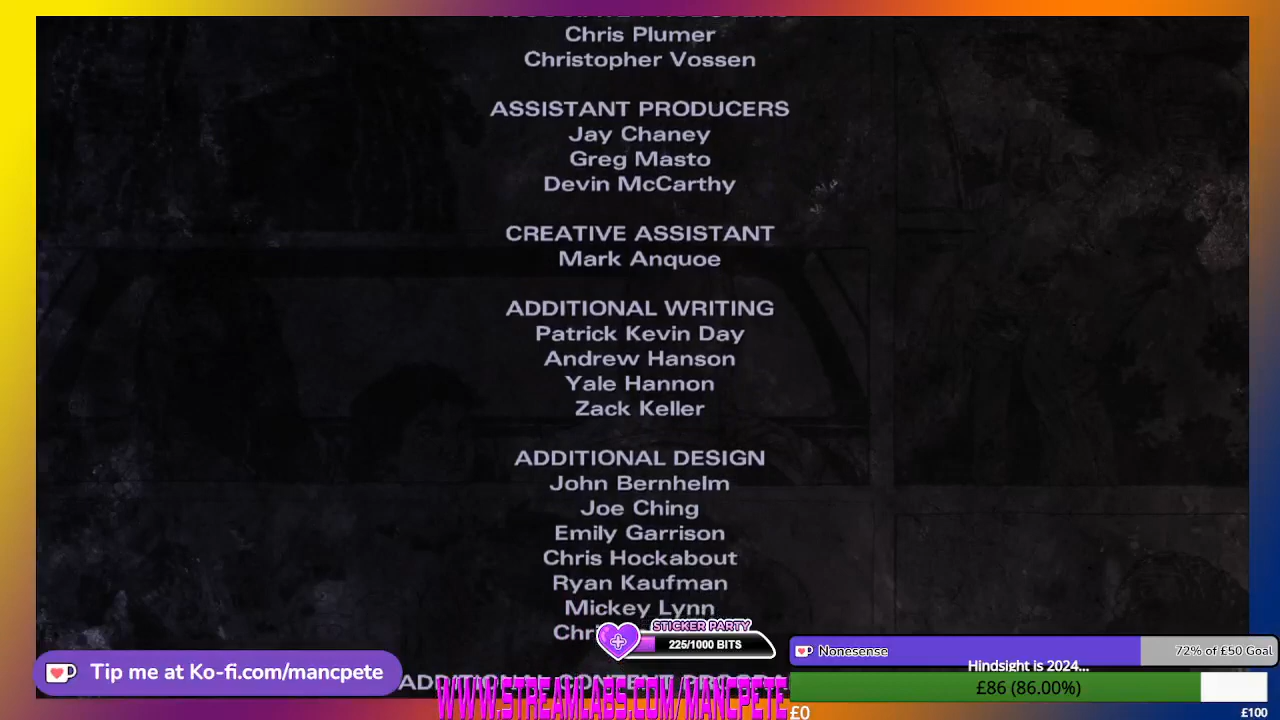 Chris Plumer
Christopher Vossen
ASSISTANT PRODUCERS
Jay Chaney
Greg Masto
Devin McCarthy
CREATIVE ASSISTANT
Mark Anquoe
ADDITIONAL WRITING
Patrick Kevin Day
Andrew Hanson
Yale Hannon
Zack Keller
ADDITIONAL DESIGN
John Bernhelm
Joe Ching
Emily Garrison
Chris Hockabout
Ryan Kaufman
Mickey Lynn
STICKER PARTY
225/1000 BITS
Nonesense
72% of £50 Goal
Tip me at Ko-fi.com/mancpete
Hindsight is 2024...
£86 (86.00%)
WWW.STREAMLABS.COM/MANCPETE
£0
£100